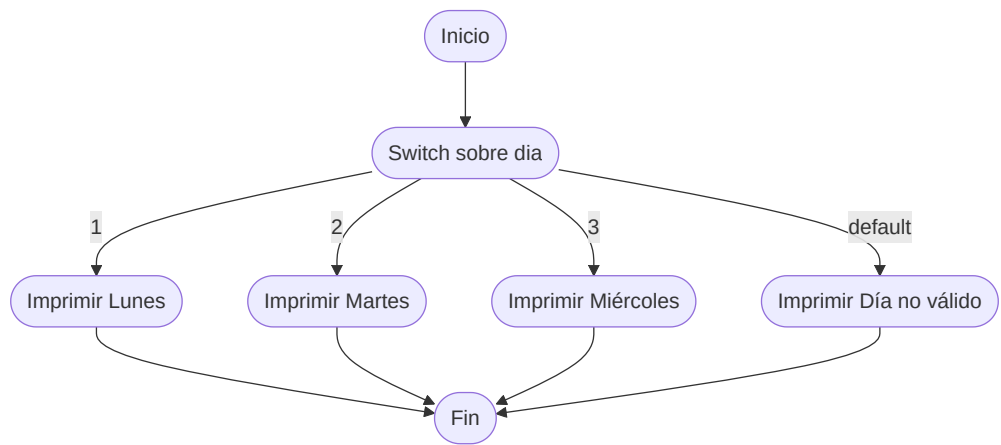 Inicio
Switch sobre dia
1
2
3
default
Imprimir Lunes
Imprimir Martes
Imprimir Miércoles
Imprimir Día no válido
Fin